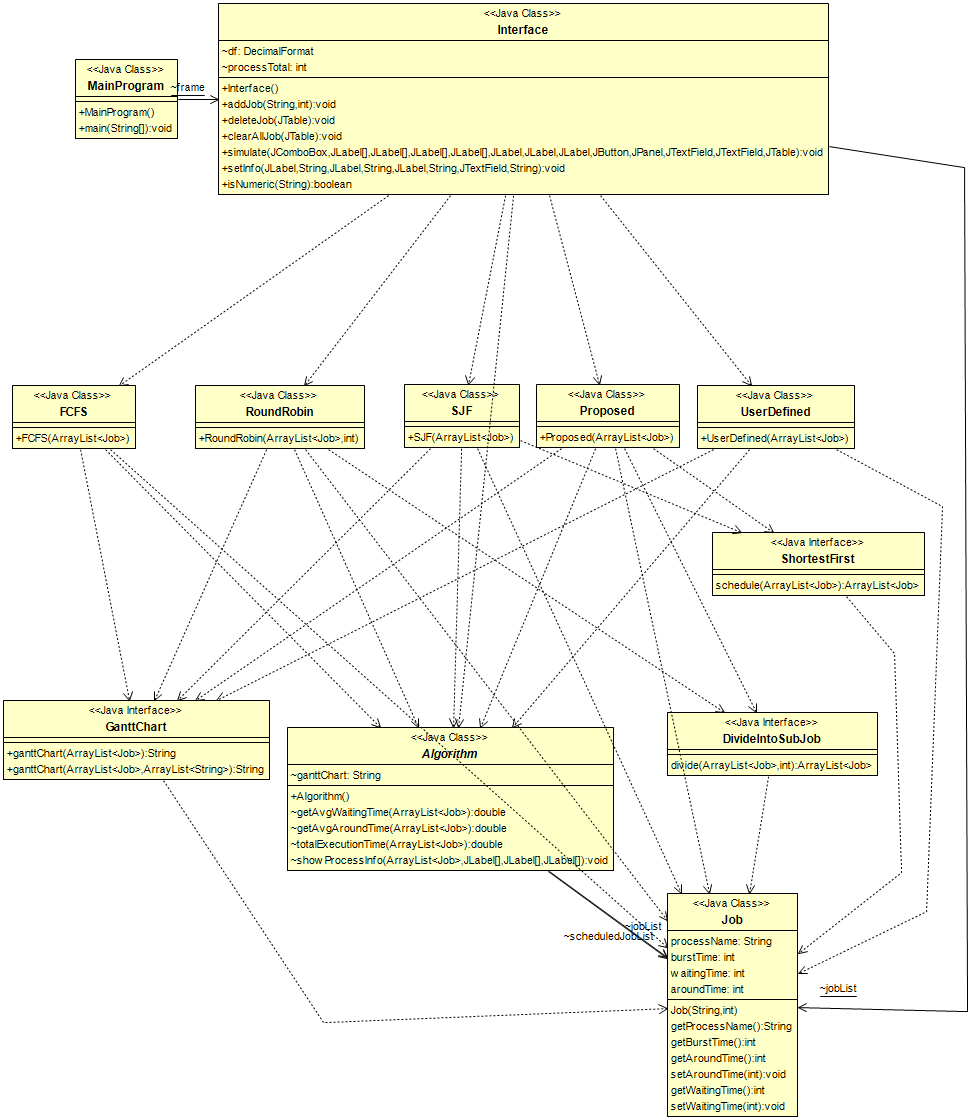 <<Java Class>>
Interface
~df: DecimalFormat
~processTotal: int
+Interface()
+addJob(String,int):void
+deleteJob(JTable):void
+clearAllJob(JTable):void
+simulate(JComboBox,JLabel[],JLabel[],JLabel[],JLabel[],JLabel,JLabel,JLabel,JButton,JPanel,JTextField,JTextField,JTable):void
+setInfo(JLabel,String,JLabel,String,JLabel,String,JTextField,String):void
+isNumeric(String):boolean
<<Java Class>>
MainProgram
+MainProgram()
+main(String[]):void
~frame
<<Java Class>>
FCFS
+FCFS(ArrayList<Job>)
<<Java Class>>
RoundRobin
+RoundRobin(ArrayList<Job>,int)
<<Java Class>>
SJF
+SJF(ArrayList<Job>)
<<Java Class>>
Proposed
+Proposed(ArrayList<Job>)
<<Java Class>>
UserDefined
+UserDefined(ArrayList<Job>)
<<Java Interface>>
ShortestFirst
schedule(ArrayList<Job>):ArrayList<Job>
<<Java Interface>>
GanttChart
+ganttChart(ArrayList<Job>):String
+ganttChart(ArrayList<Job>,ArrayList<String>):String
<<Java Class>>
Algorithm
~ganttChart: String
+Algorithm()
~getAvgWaitingTime(ArrayList<Job>):double
~getAvgAroundTime(ArrayList<Job>):double
~totalExecutionTime(ArrayList<Job>):double
~showProcessInfo(ArrayList<Job>,JLabel[],JLabel[],JLabel[]):void
<<Java Interface>>
DivideIntoSubJob
divide(ArrayList<Job>,int):ArrayList<Job>
~jobList
~scheduledJobList
<<Java Class>>
Job
processName: String
burstTime: int
waitingTime: int
aroundTime: int
Job(String,int)
getProcessName():String
getBurstTime():int
getAroundTime():int
setAroundTime(int):void
getWaitingTime():int
setWaitingTime(int):void
~jobList